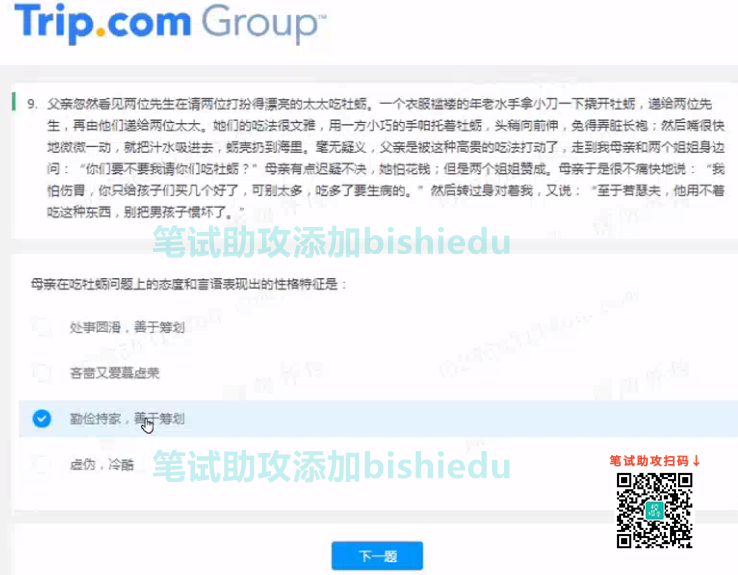 Trip.com Group™
9. 父亲忽然看见两位先生在请两位打扮得漂亮的太太吃牡蛎。一个衣服褴褛的年老水手拿小刀一下撬开牡蛎，递给两位先
生，再由他们递给两位太太。她们的吃法很文雅，用一方小巧的手帕托着牡蛎，头稍向前伸，免得弄脏长袍；然后嘴很快
地微微一动，就把汁水吸进去，蛎壳扔到海里。毫无疑义，父亲是被这种高贵的吃法打动了，走到我母亲和两个姐姐身边
问：“你们要不要我请你们吃牡蛎？”母亲有点迟疑不决，她怕花钱；但是两个姐姐赞成。母亲于是很不痛快地说：“我
怕伤胃，你只给孩子们买几个好了，可别太多，吃多了要生病的。”然后转过身对着我，又说：“至于若瑟夫，他用不着
吃这种东西，别把男孩子惯坏了。”
笔试助攻添加bishiedu
母亲在吃牡蛎问题上的态度和言语表现出的性格特征是：
处事圆滑，善于筹划
吝啬又爱慕虚荣
勤俭持家，善于筹划
虚伪，冷酷
笔试助攻添加bishiedu
笔试助攻扫码↓
下一题